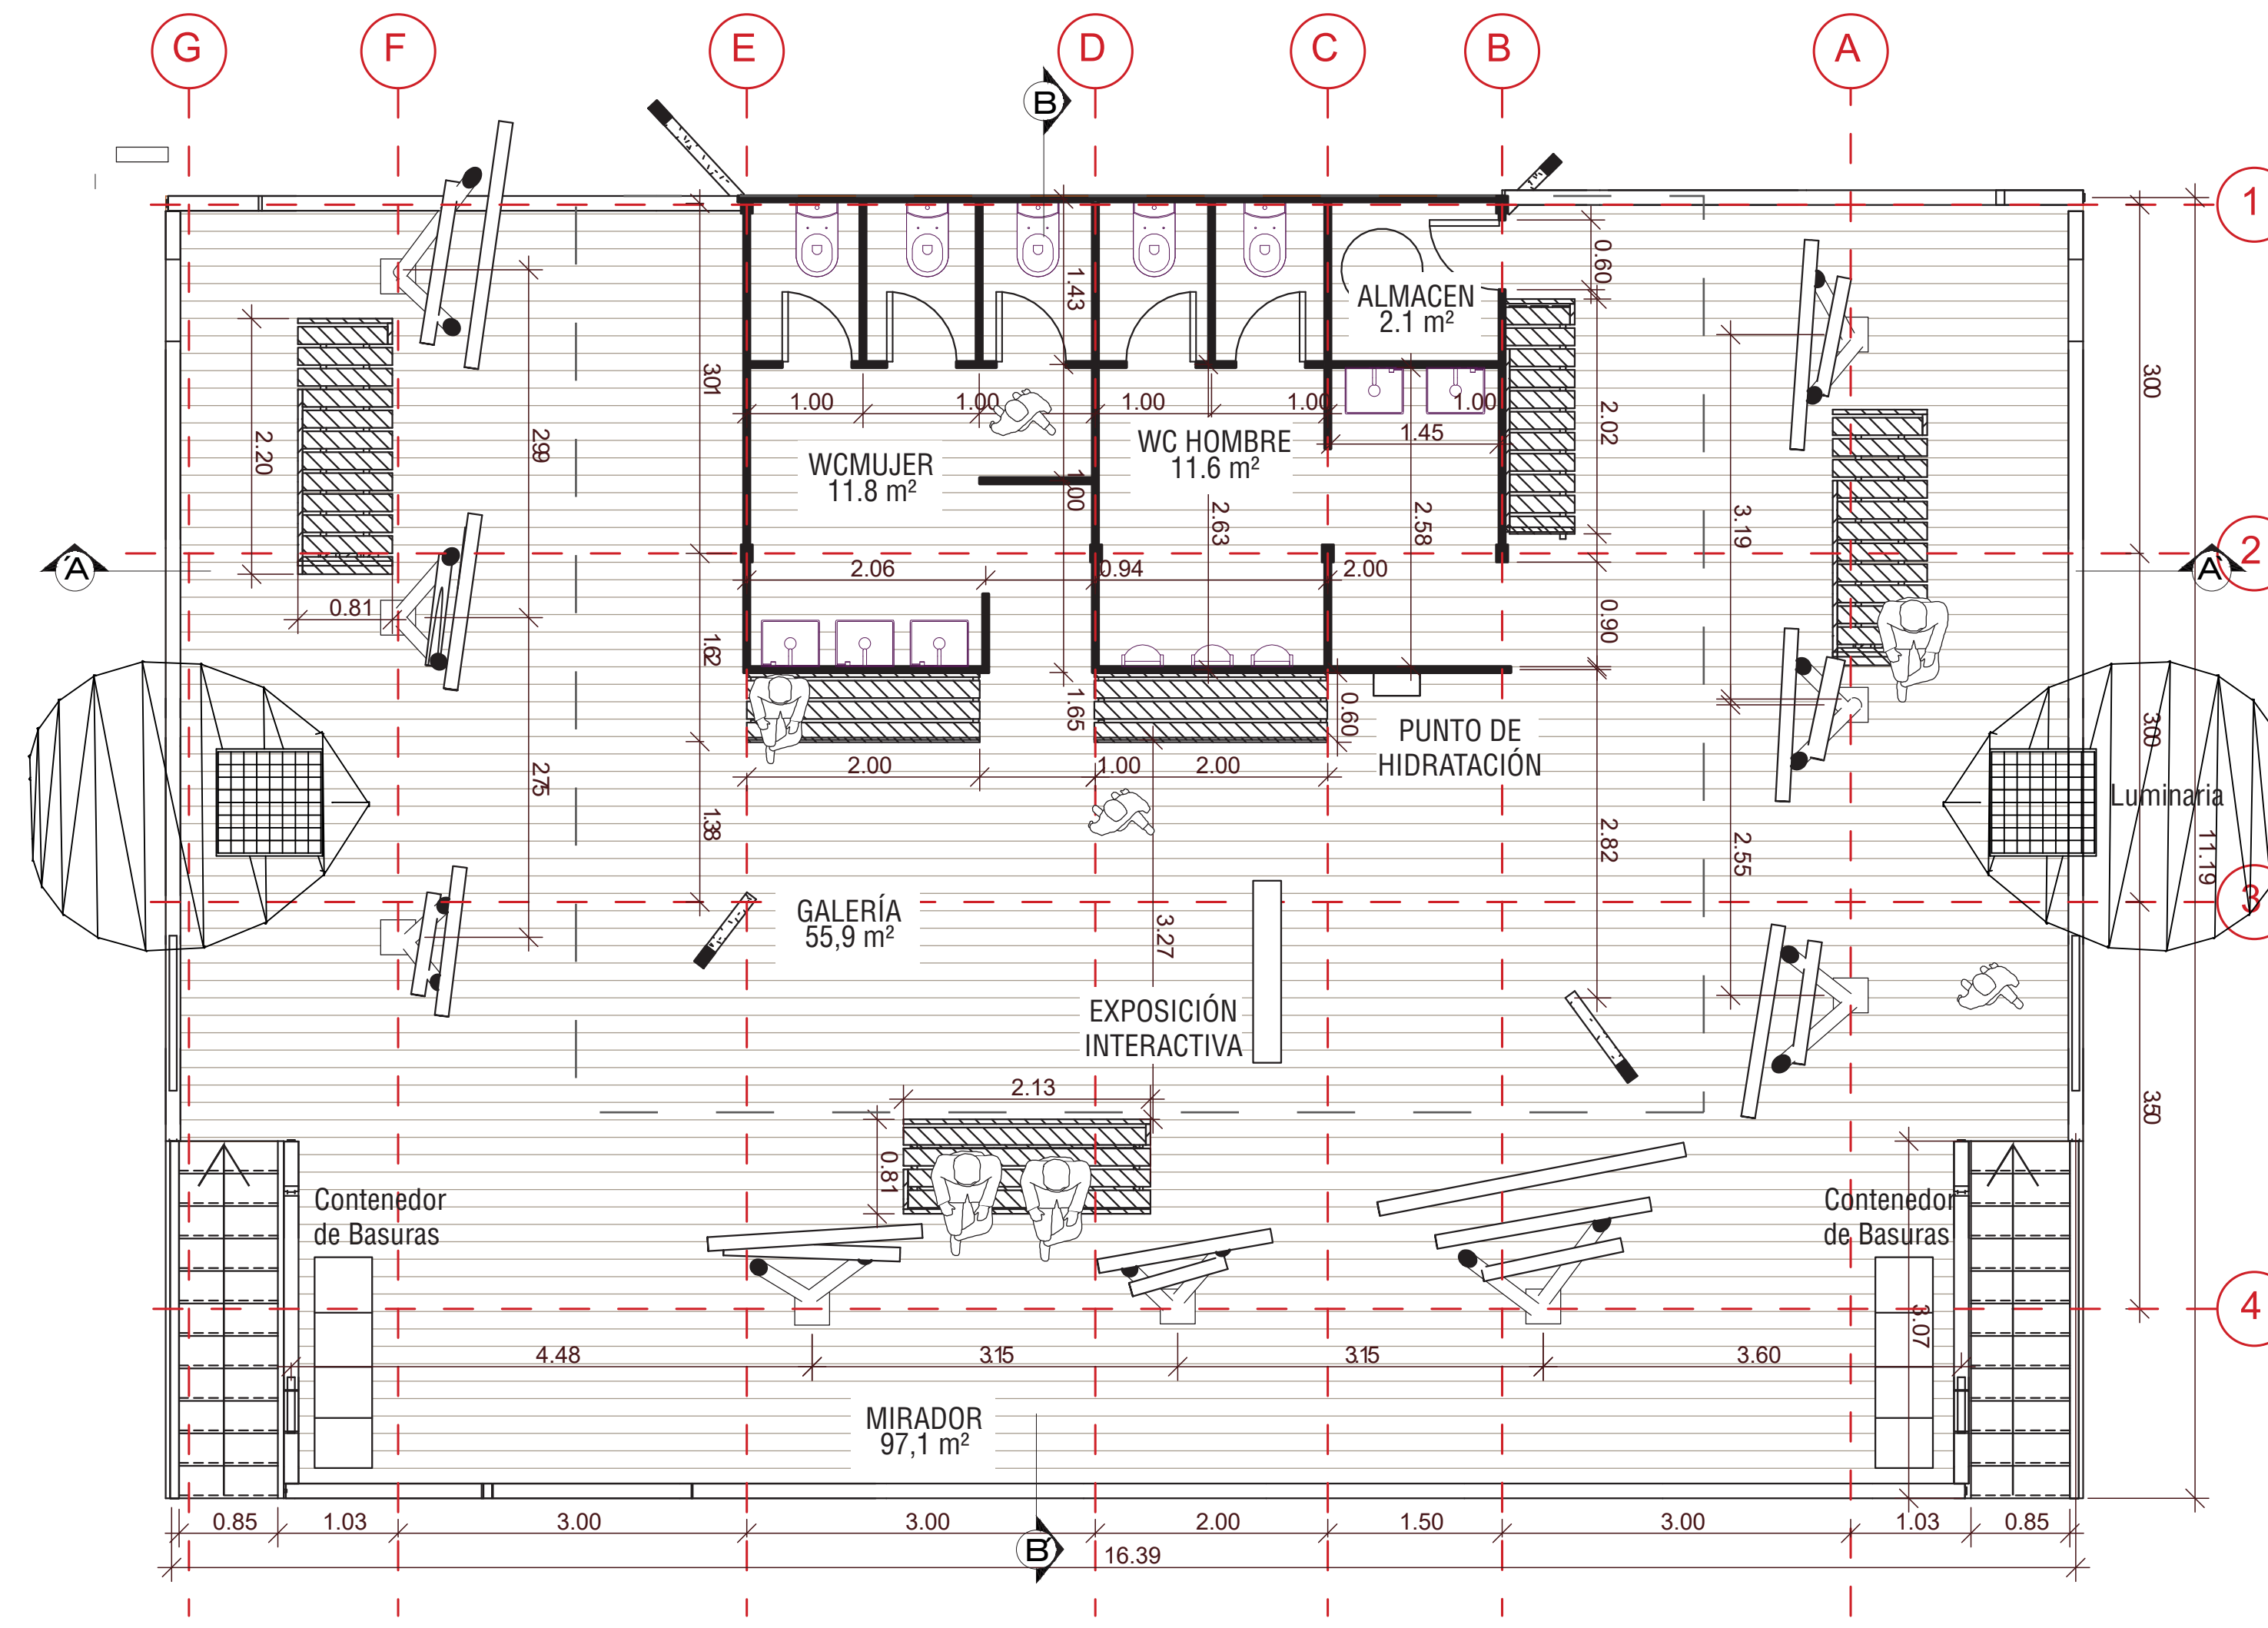 G F E D C B A
B
1
0.60
1.43
ALMACEN
2.1 m²
3.01
3.00
1.00 1.00 1.00 1.00 1.00
2.20
2.99
2.02
1.45
WC HOMBRE
11.6 m²
WCMUJER
11.8 m²
1.00
2.63
2.58
3.19
A'
2
A'
2.06 0.94 2.00
0.81
0.90
1.62
1.65
0.60
PUNTO DE
HIDRATACIÓN
3.00
2.00 1.00 2.00
2.75
Luminaria
1.38
2.82
2.55
11.19
3
GALERÍA
55,9 m²
3.27
EXPOSICIÓN
INTERACTIVA
2.13
3.50
0.81
Contenedor
de Basuras
Contenedor
de Basuras
4
3.07
4.48 3.15 3.15 3.60
MIRADOR
97,1 m²
0.85 1.03 3.00 3.00 2.00 1.50 3.00 1.03 0.85
B'
16.39